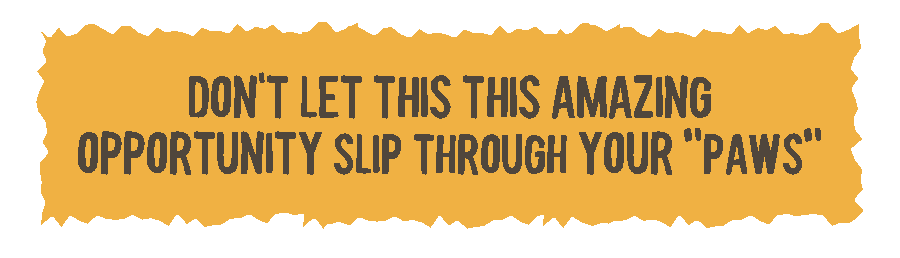 DON'T LET THIS THIS AMAZING
OPPORTUNITY SLIP THROUGH YOUR "PAWS"